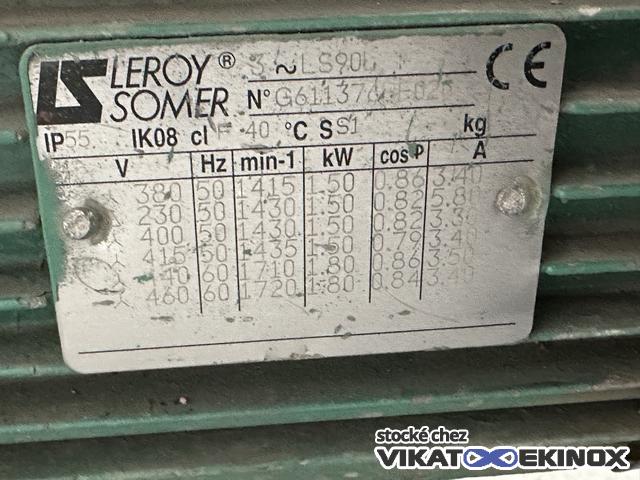 LEROY® SOMER
3 ~ LS90L
CE
N° G611376
IP55 IK08 cl F 40 °C S S1 kg
V Hz min-1 kW cos P A
380 50 1415 1.50 0.86 3.40
230 50 1430 1.50 0.82
400 50 1430 1.50 0.82
415 50 1435 1.50 0.79 3.40
440 60 1710 1.80 0.86 3.50
460 60 1720 1.80 0.84 3.40
stocké chez
VIKATOO EKINOX